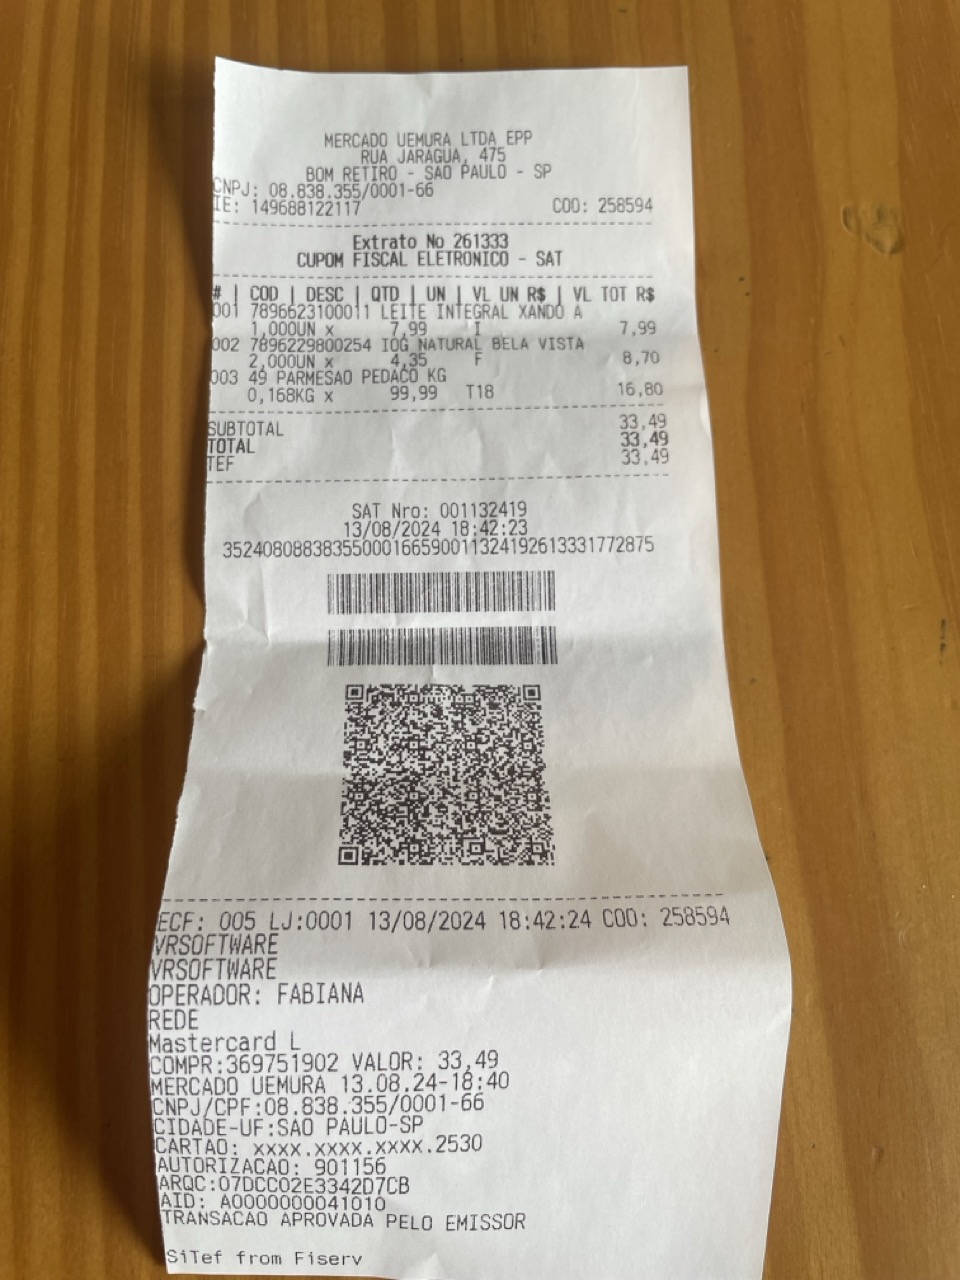 MERCADO UEMURA LTDA EPP
RUA JARAGUA, 475
BOM RETIRO - SAO PAULO - SP
CNPJ: 08.838.355/0001-66
IE: 149688122117 COO: 258594
Extrato No 261333
CUPOM FISCAL ELETRONICO - SAT
# | COD | DESC | QTD | UN | VL UN R$ | VL TOT R$
001 7896623100011 LEITE INTEGRAL XANDO A
1,000UN x 7,99 I 7,99
002 7896229800254 IOG NATURAL BELA VISTA
2,000UN x 4,35 F 8,70
003 49 PARMESAO PEDACO KG
0,168KG x 99,99 T18 16,80
SUBTOTAL 33,49
TOTAL 33,49
TEF 33,49
SAT Nro: 001132419
13/08/2024 18:42:23
35240808838355000166590011324192613331772875
ECF: 005 LJ:0001 13/08/2024 18:42:24 COO: 258594
VRSOFTWARE
VRSOFTWARE
OPERADOR: FABIANA
REDE
Mastercard L
COMPR:369751902 VALOR: 33,49
MERCADO UEMURA 13.08.24-18:40
CNPJ/CPF:08.838.355/0001-66
CIDADE-UF:SAO PAULO-SP
CARTAO: xxxx.xxxx.xxxx.2530
AUTORIZACAO: 901156
ARQC:07DCC02E3342D7CB
AID: A0000000041010
TRANSACAO APROVADA PELO EMISSOR
SiTef from Fiserv